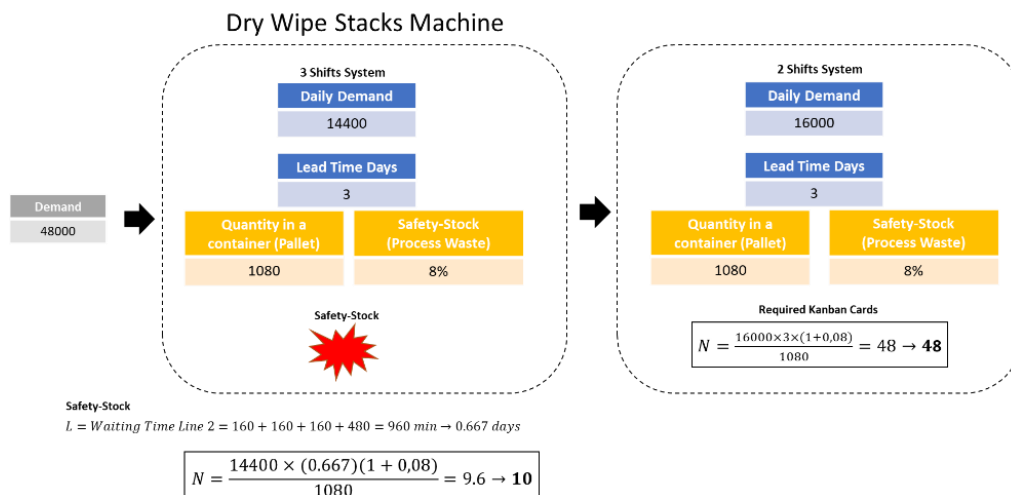 Dry Wipe Stacks Machine
3 Shifts System
Daily Demand
14400
Lead Time Days
3
Quantity in a
container (Pallet)
1080
Safety-Stock
(Process Waste)
8%
Safety-Stock
Demand
48000
2 Shifts System
Daily Demand
16000
Lead Time Days
3
Quantity in a
container (Pallet)
1080
Safety-Stock
(Process Waste)
8%
Required Kanban Cards
N = \frac{16000×3×(1+0,08)}{1080} = 48 → 48
Safety-Stock
L = Waiting Time Line 2 = 160 + 160 + 160 + 480 = 960 min → 0.667 days
N = \frac{14400 × (0.667)(1 + 0,08)}{1080} = 9.6 → 10